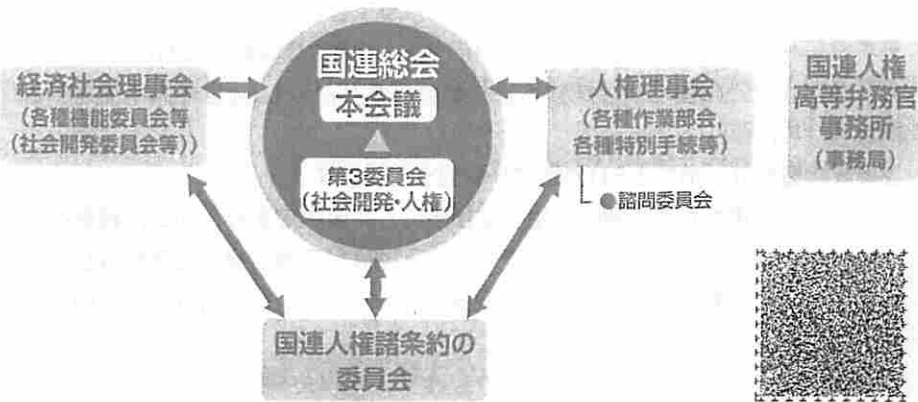 国連総会
本会議
第3委員会
(社会開発・人権)
経済社会理事会
(各種機能委員会等
(社会開発委員会等))
人権理事会
(各種作業部会,
各種特別手続等)
●諮問委員会
国連人権
高等弁務官
事務所
(事務局)
国連人権諸条約の
委員会